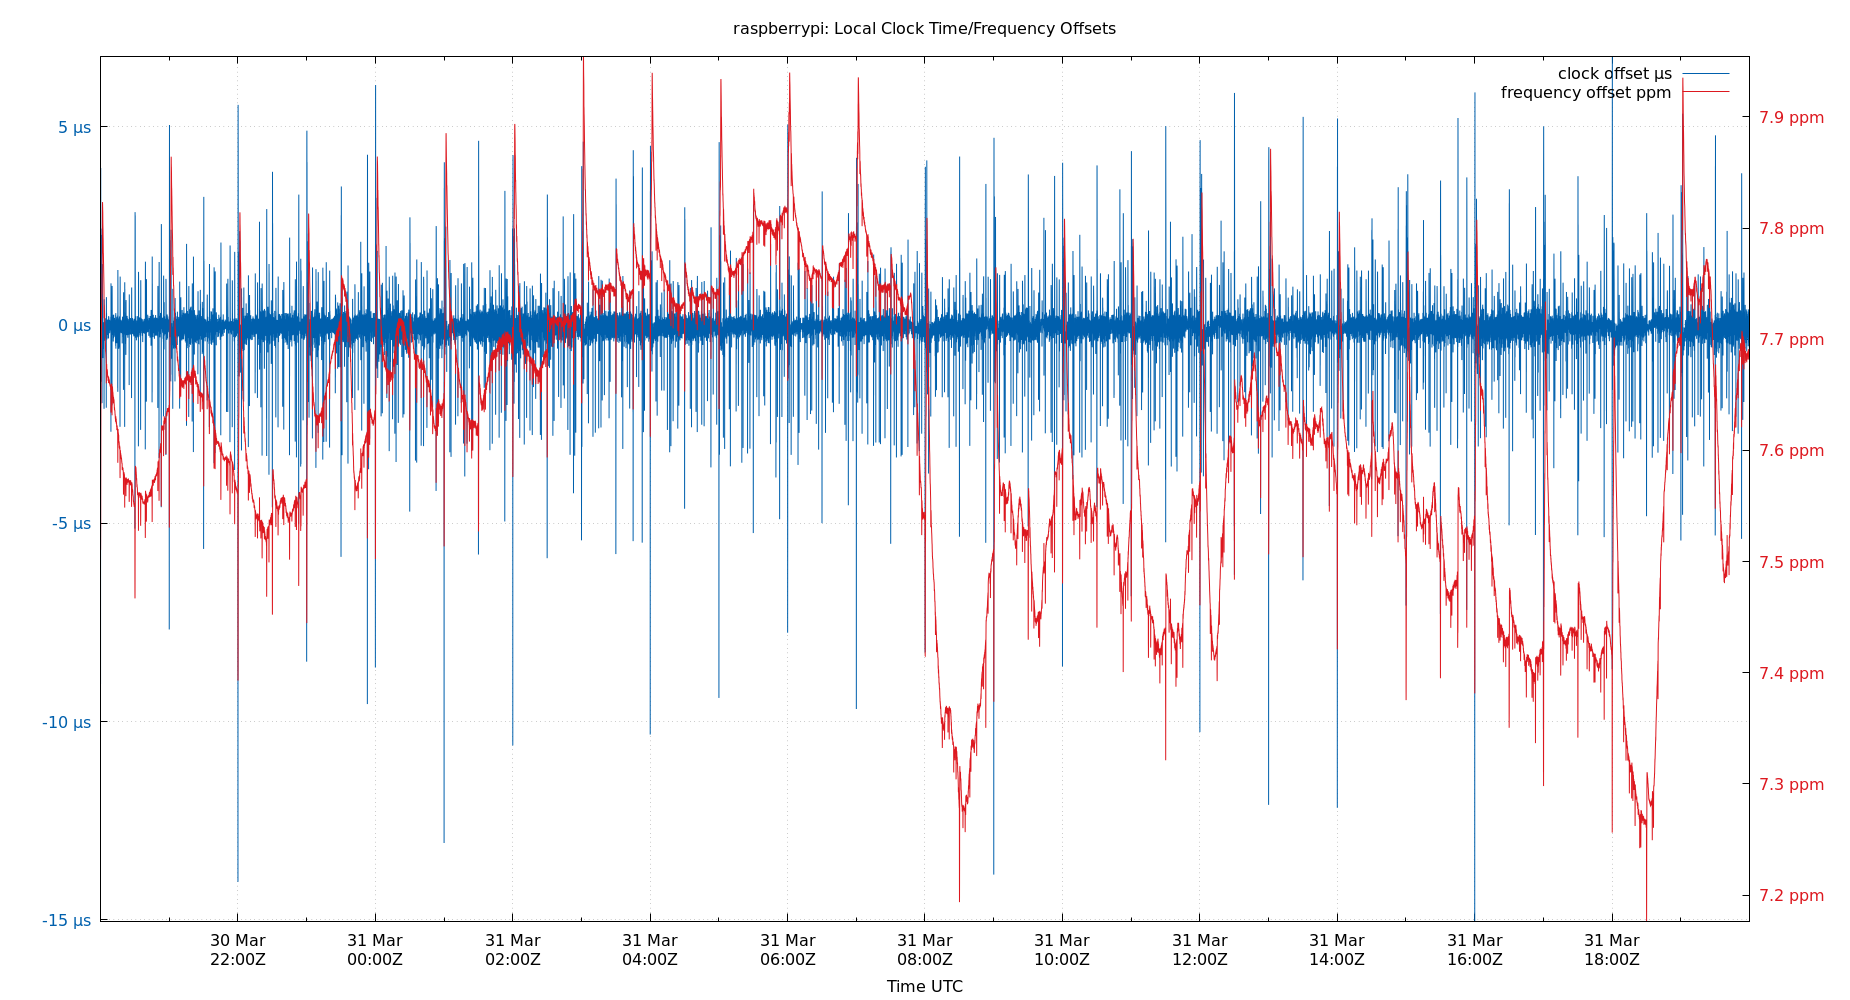 raspberrypi: Local Clock Time/Frequency Offsets
clock offset µs
frequency offset ppm
5 µs
0 µs
-5 µs
-10 µs
-15 µs
7.9 ppm
7.8 ppm
7.7 ppm
7.6 ppm
7.5 ppm
7.4 ppm
7.3 ppm
7.2 ppm
30 Mar
22:00Z
31 Mar
00:00Z
31 Mar
02:00Z
31 Mar
04:00Z
31 Mar
06:00Z
31 Mar
08:00Z
31 Mar
10:00Z
31 Mar
12:00Z
31 Mar
14:00Z
31 Mar
16:00Z
31 Mar
18:00Z
Time UTC